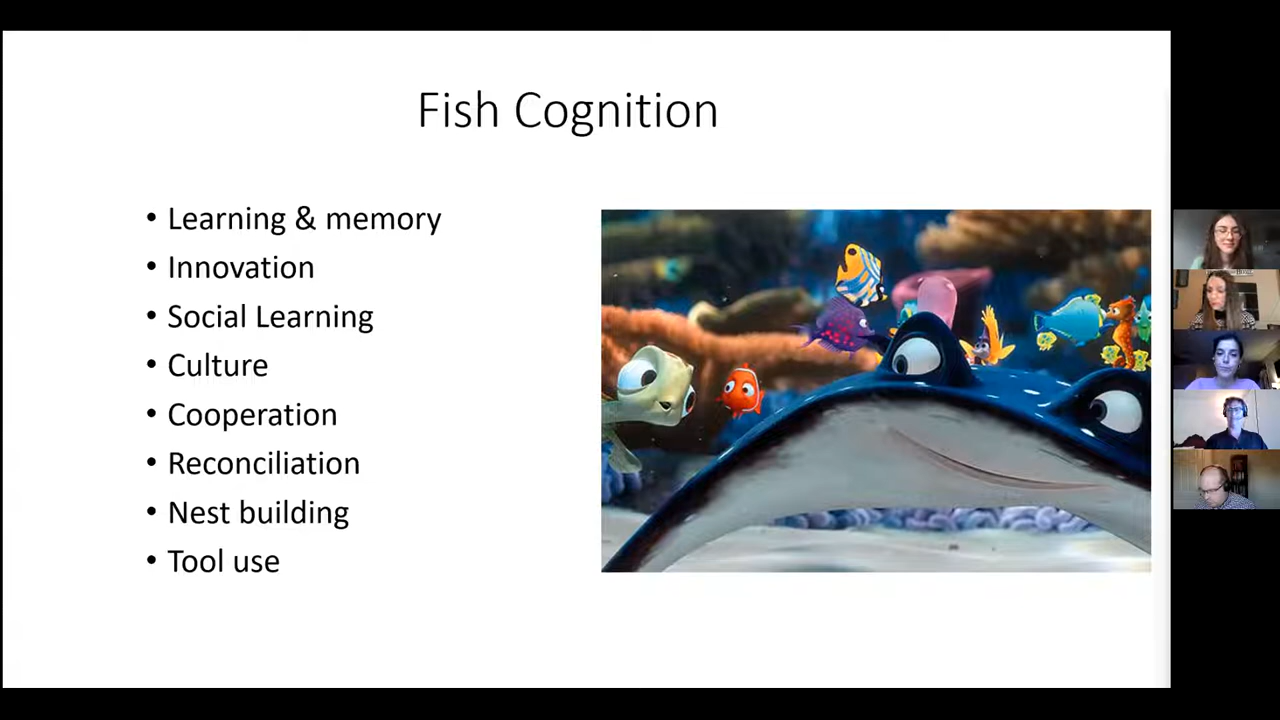 Fish Cognition
• Learning & memory
• Innovation
• Social Learning
• Culture
• Cooperation
• Reconciliation
• Nest building
• Tool use